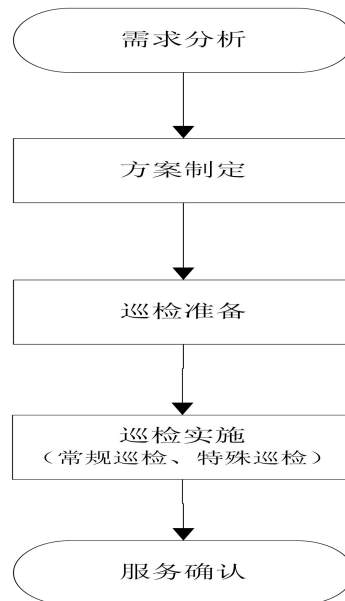 需求分析
方案制定
巡检准备
巡检实施
（常规巡检、特殊巡检）
服务确认